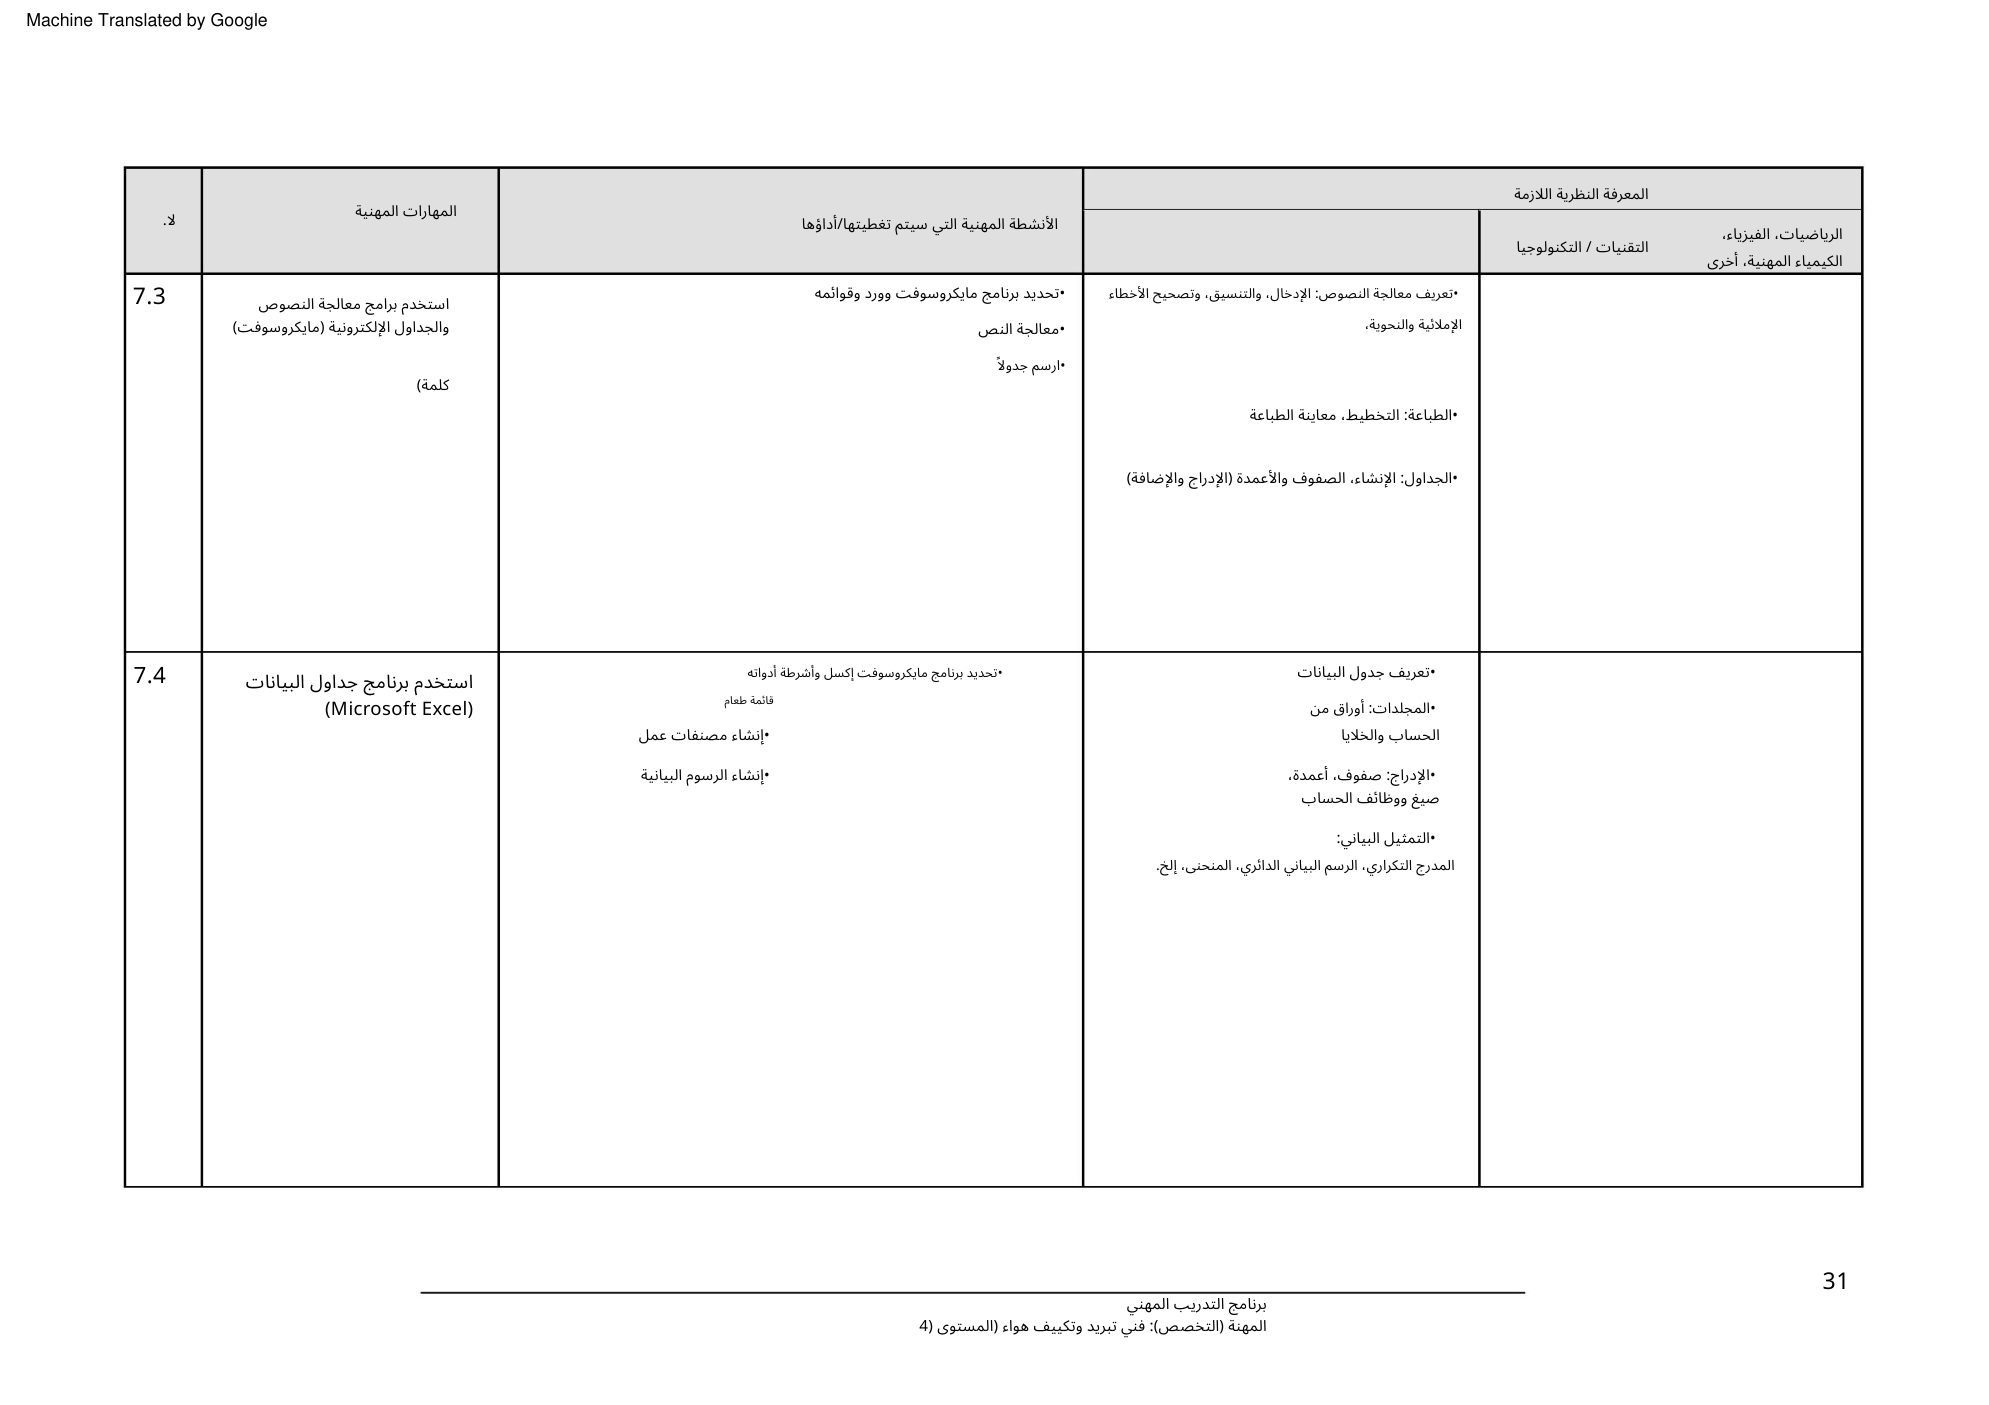 Machine Translated by Google
المعرفة النظرية اللازمة
لا.
المهارات المهنية
الأنشطة المهنية التي سيتم تغطيتها/أداؤها
التقنيات / التكنولوجيا
الرياضيات، الفيزياء،
الكيمياء المهنية، أخرى
7.3
استخدم برامج معالجة النصوص
والجداول الإلكترونية (مايكروسوفت)
كلمة)
•تحديد برنامج مايكروسوفت وورد وقوائمه
•معالجة النص
•ارسم جدولاً
•تعريف معالجة النصوص: الإدخال، والتنسيق، وتصحيح الأخطاء
الإملائية والنحوية،
•الطباعة: التخطيط، معاينة الطباعة
•الجداول: الإنشاء، الصفوف والأعمدة (الإدراج والإضافة)
7.4
استخدم برنامج جداول البيانات
(Microsoft Excel)
•تحديد برنامج مايكروسوفت إكسل وأشرطة أدواته
قائمة طعام
•إنشاء مصنفات عمل
•إنشاء الرسوم البيانية
•تعريف جدول البيانات
•المجلدات: أوراق من
الحساب والخلايا
•الإدراج: صفوف، أعمدة،
صيغ ووظائف الحساب
•التمثيل البياني:
المدرج التكراري، الرسم البياني الدائري، المنحنى، إلخ.
31
برنامج التدريب المهني
المهنة (التخصص): فني تبريد وتكييف هواء (المستوى 4)